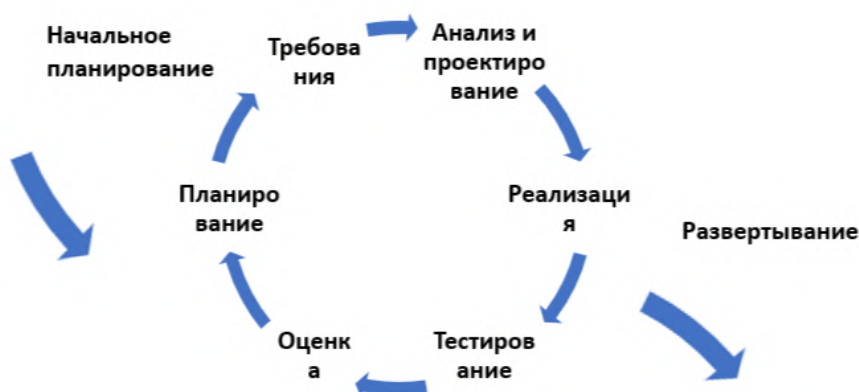 Начальное
планирование
Требова
ния
Анализ и
проектиро
вание
Планиро
вание
Реализаци
я
Развертывание
Оценк
а
Тестиров
ание